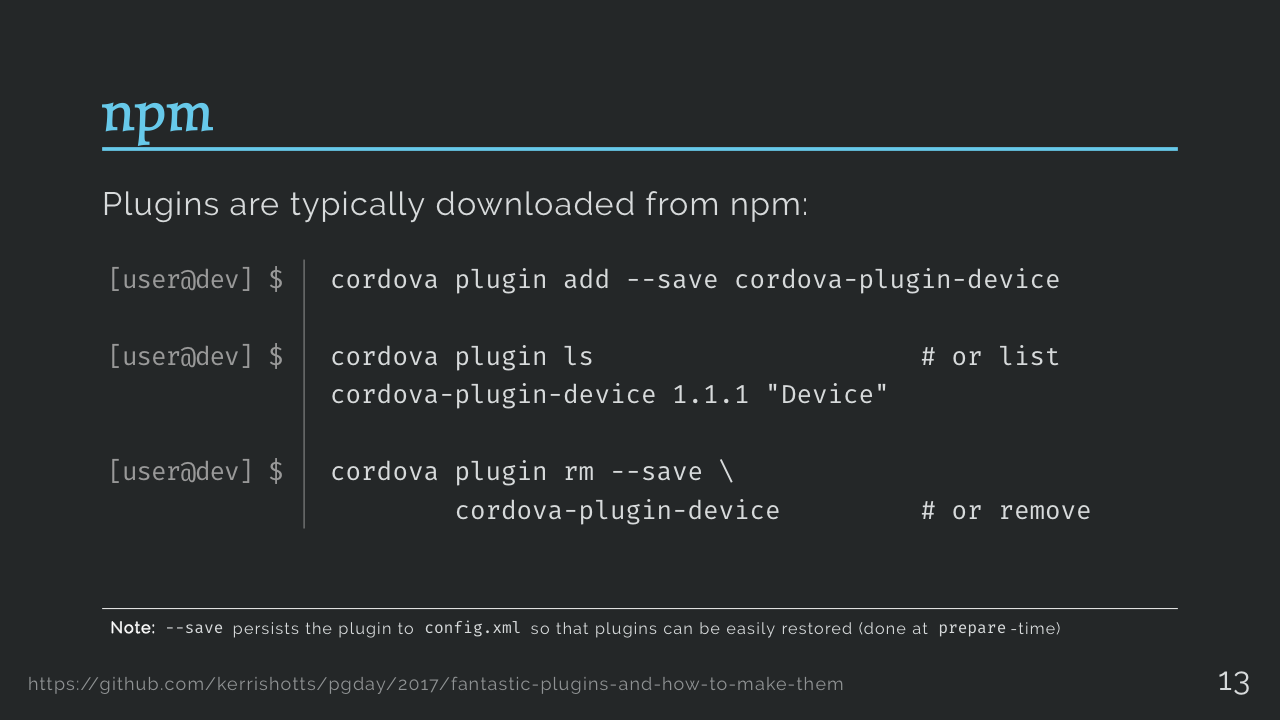 npm
Plugins are typically downloaded from npm:
[user@dev] $ cordova plugin add --save cordova-plugin-device
[user@dev] $ cordova plugin ls # or list
cordova-plugin-device 1.1.1 "Device"
[user@dev] $ cordova plugin rm --save \
cordova-plugin-device # or remove
Note: --save persists the plugin to config.xml so that plugins can be easily restored (done at prepare-time)
https://github.com/kerrishotts/pgday/2017/fantastic-plugins-and-how-to-make-them
13